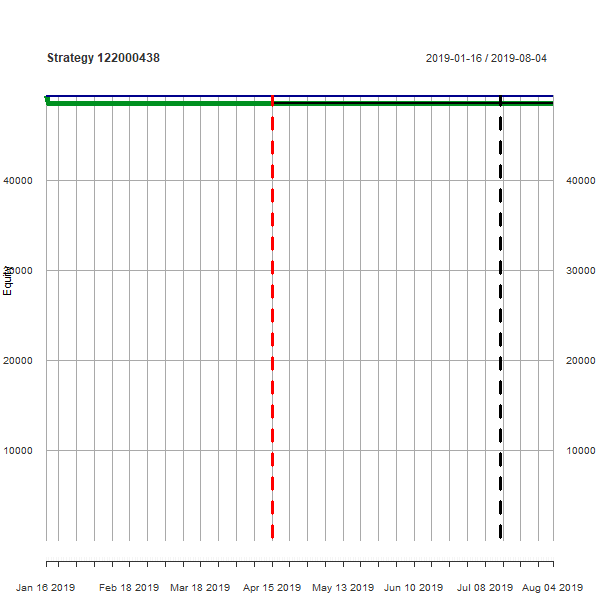 Strategy 122000438
2019-01-16 / 2019-08-04
40000
40000
Equity
30000
30000
20000
20000
10000
10000
Jan 16 2019
Feb 18 2019
Mar 18 2019
Apr 15 2019
May 13 2019
Jun 10 2019
Jul 08 2019
Aug 04 2019